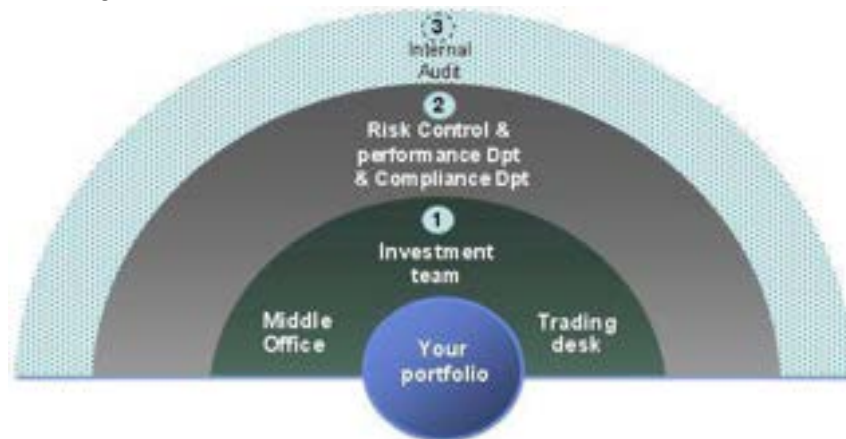 3
Internal
Audit
2
Risk Control &
performance Dpt
& Compliance Dpt
1
Investment
team
Middle
Office
Trading
desk
Your
portfolio